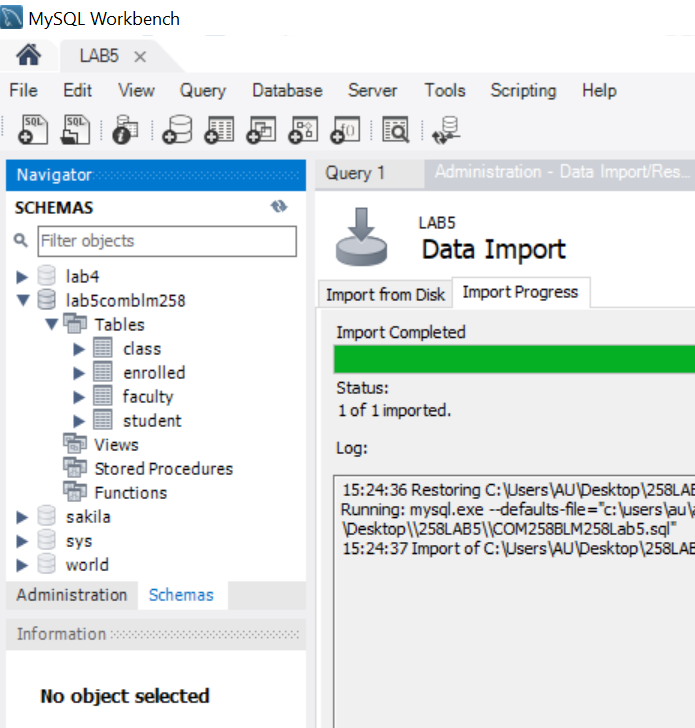 MySQL Workbench
LAB5
File Edit View Query Database Server Tools Scripting Help
Navigator
SCHEMAS
Filter objects
lab4
lab5comblm258
Tables
class
enrolled
faculty
student
Views
Stored Procedures
Functions
sakila
sys
world
Administration Schemas
Information
No object selected
Query 1 Administration - Data Import/Res...
LAB5
Data Import
Import from Disk Import Progress
Import Completed
Status:
1 of 1 imported.
Log:
15:24:36 Restoring C:\Users\AU\Desktop\258LAB
Running: mysql.exe --defaults-file="c:\users\au\
\Desktop\\258LAB5\\COM258BLM258Lab5.sql"
15:24:37 Import of C:\Users\AU\Desktop\258LAB